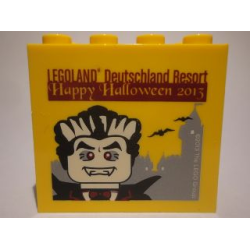 LEGOLAND® Deutschland Resort
Happy Halloween 2013